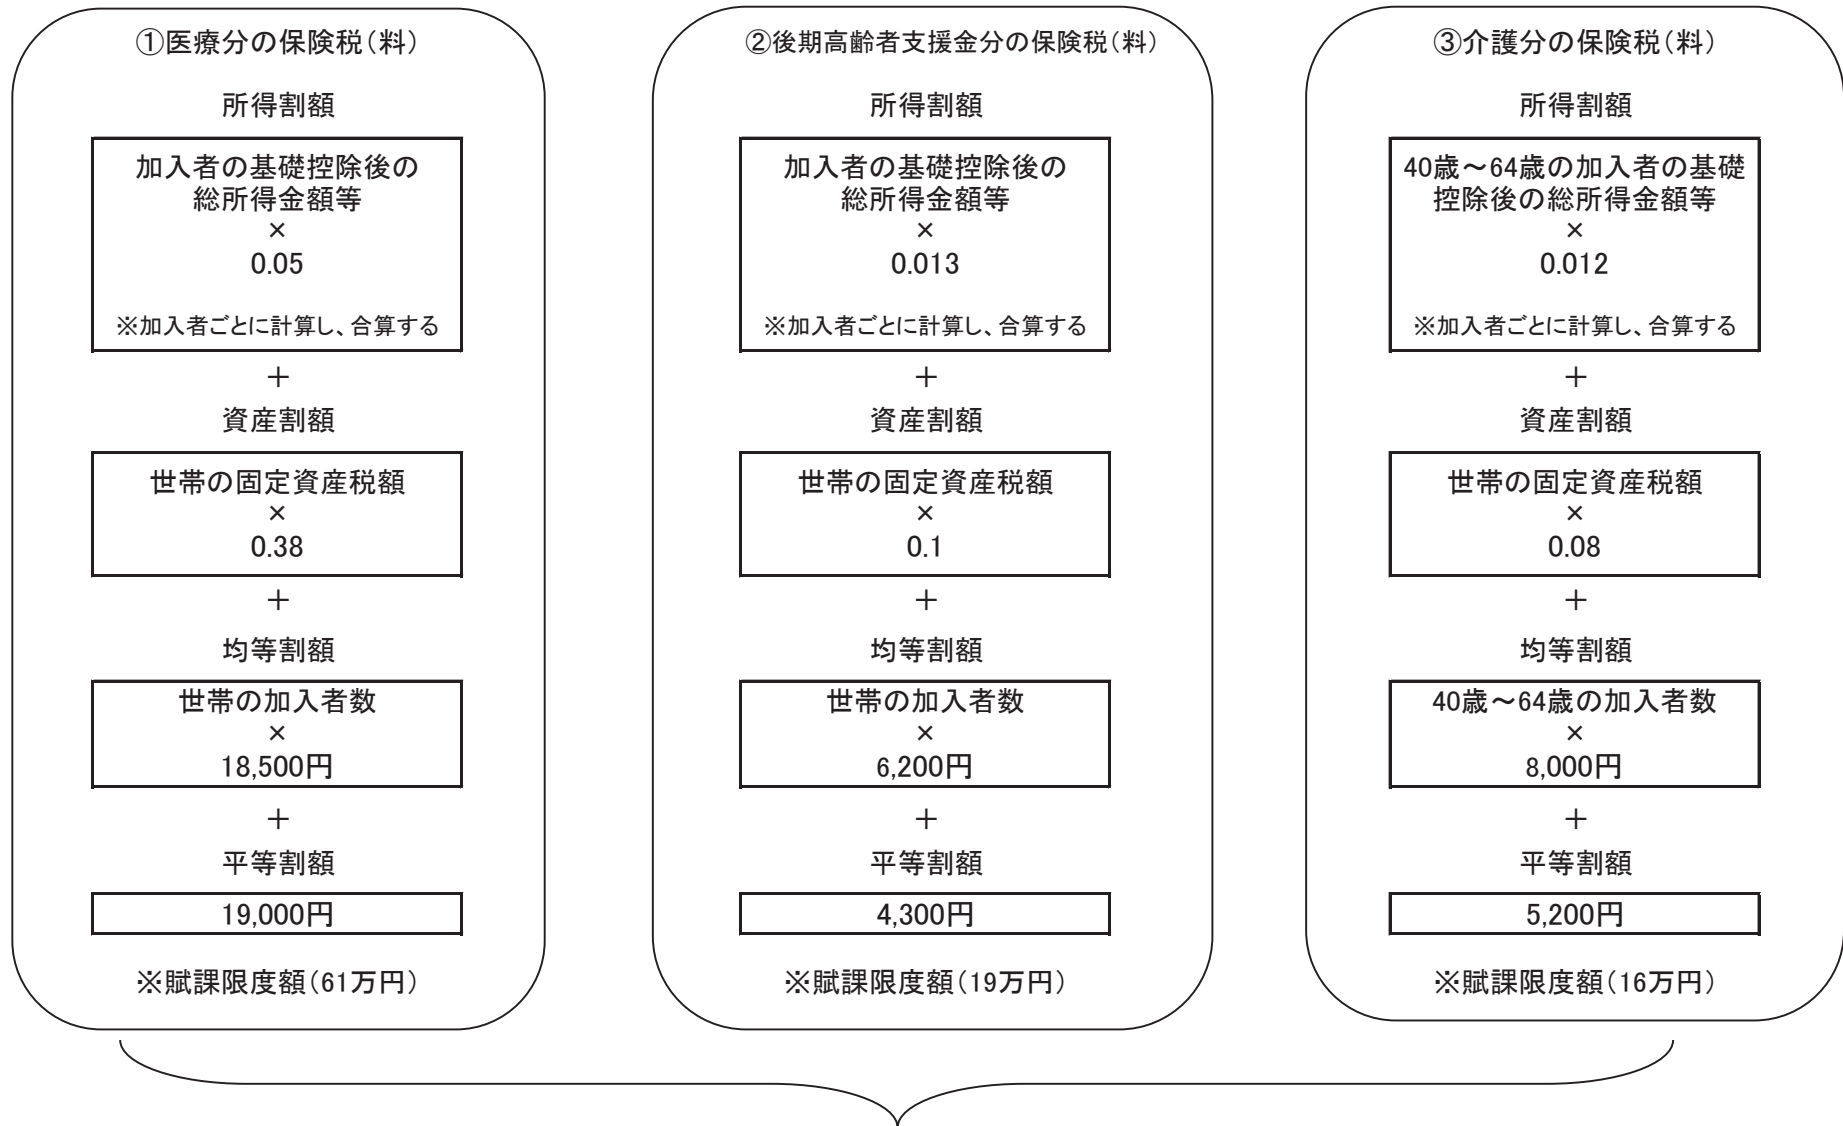 ①医療分の保険税(料)
所得割額
加入者の基礎控除後の
総所得金額等
×
0.05
※加入者ごとに計算し、合算する
＋
資産割額
世帯の固定資産税額
×
0.38
＋
均等割額
世帯の加入者数
×
18,500円
＋
平等割額
19,000円
※賦課限度額(61万円)
②後期高齢者支援金分の保険税(料)
所得割額
加入者の基礎控除後の
総所得金額等
×
0.013
※加入者ごとに計算し、合算する
＋
資産割額
世帯の固定資産税額
×
0.1
＋
均等割額
世帯の加入者数
×
6,200円
＋
平等割額
4,300円
※賦課限度額(19万円)
③介護分の保険税(料)
所得割額
40歳～64歳の加入者の基礎
控除後の総所得金額等
×
0.012
※加入者ごとに計算し、合算する
＋
資産割額
世帯の固定資産税額
×
0.08
＋
均等割額
40歳～64歳の加入者数
×
8,000円
＋
平等割額
5,200円
※賦課限度額(16万円)